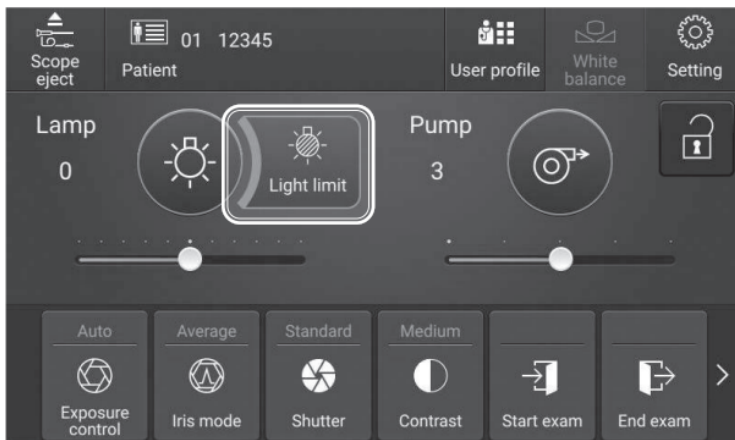 Scope
eject
01 12345
Patient
User profile
White
balance
Setting
Lamp
0
Light limit
Pump
3
Auto
Exposure
control
Average
Iris mode
Standard
Shutter
Medium
Contrast
Start exam
End exam